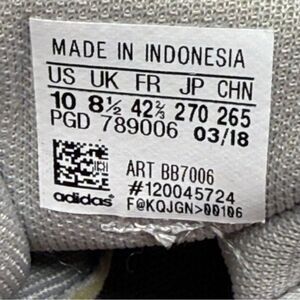 MADE IN INDONESIA
US UK FR JP CHN
10 8½ 42⅔ 270 265
PGD 789006 03/18
ART BB7006
#120045724
adidas F@KQJGN>00106